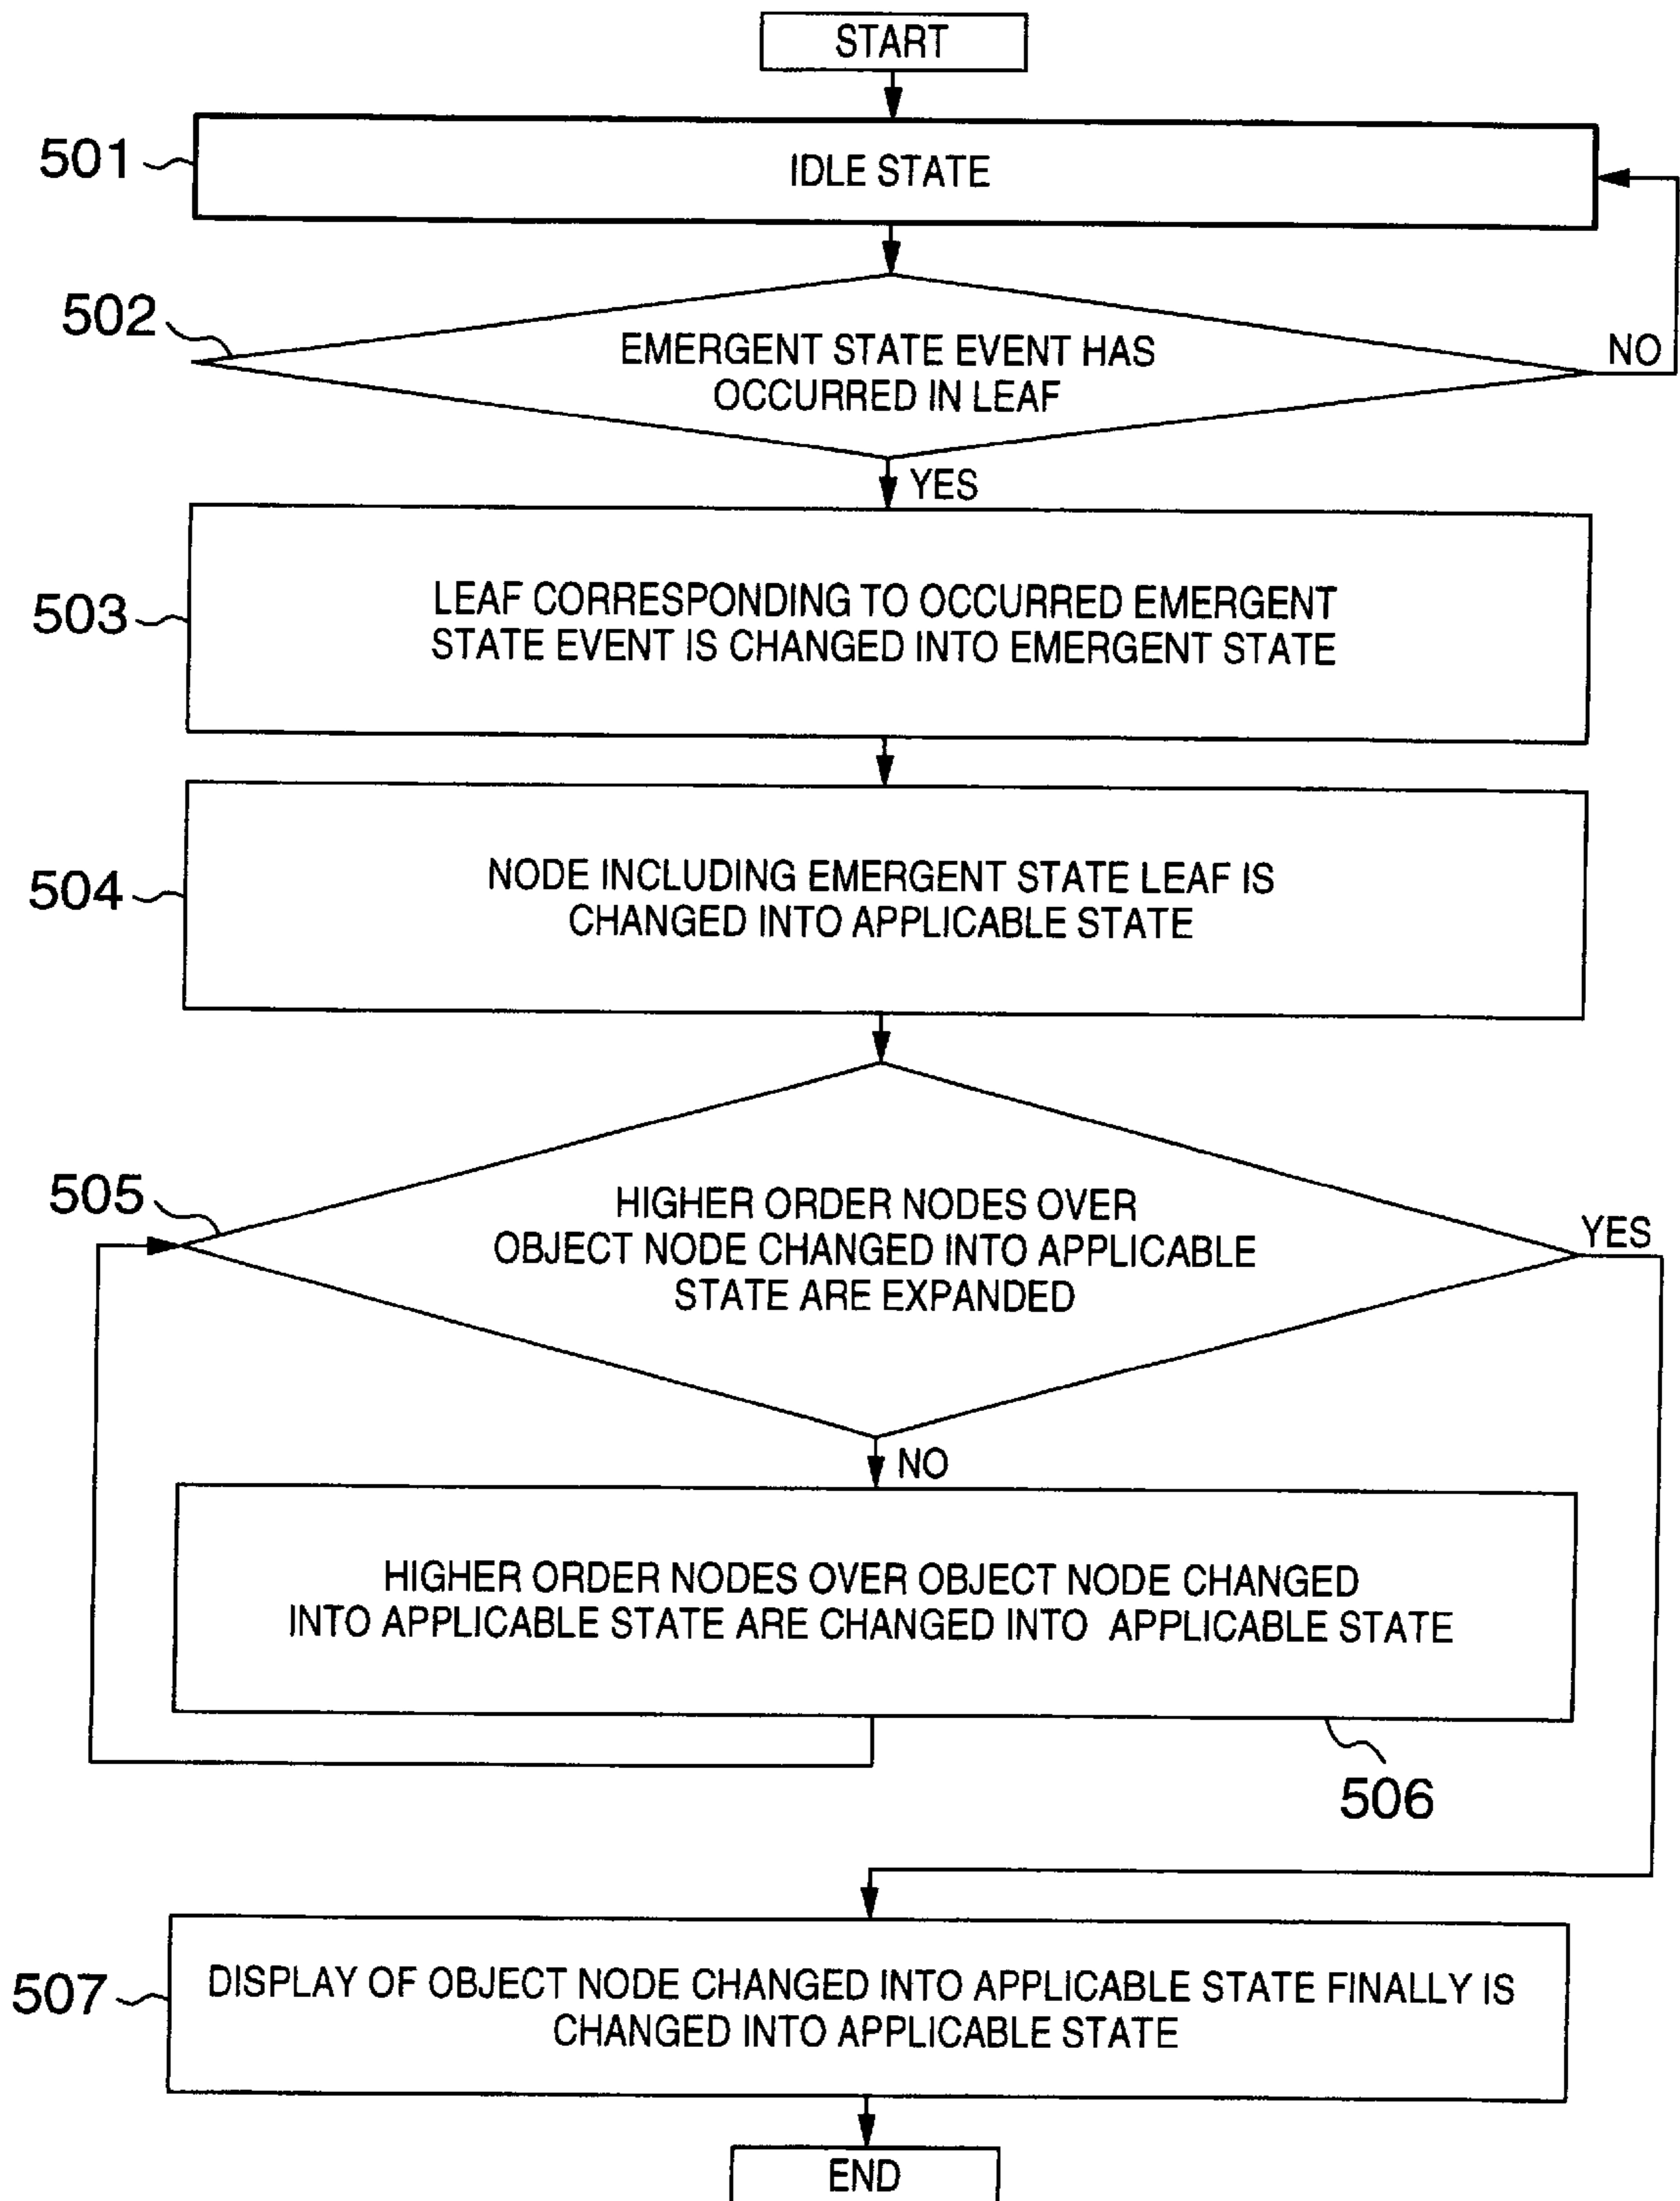 START
501
IDLE STATE
502
EMERGENT STATE EVENT HAS
OCCURRED IN LEAF
NO
YES
503
LEAF CORRESPONDING TO OCCURRED EMERGENT
STATE EVENT IS CHANGED INTO EMERGENT STATE
504
NODE INCLUDING EMERGENT STATE LEAF IS
CHANGED INTO APPLICABLE STATE
505
HIGHER ORDER NODES OVER
OBJECT NODE CHANGED INTO APPLICABLE
STATE ARE EXPANDED
YES
NO
HIGHER ORDER NODES OVER OBJECT NODE CHANGED
INTO APPLICABLE STATE ARE CHANGED INTO APPLICABLE STATE
506
507
DISPLAY OF OBJECT NODE CHANGED INTO APPLICABLE STATE FINALLY IS
CHANGED INTO APPLICABLE STATE
END